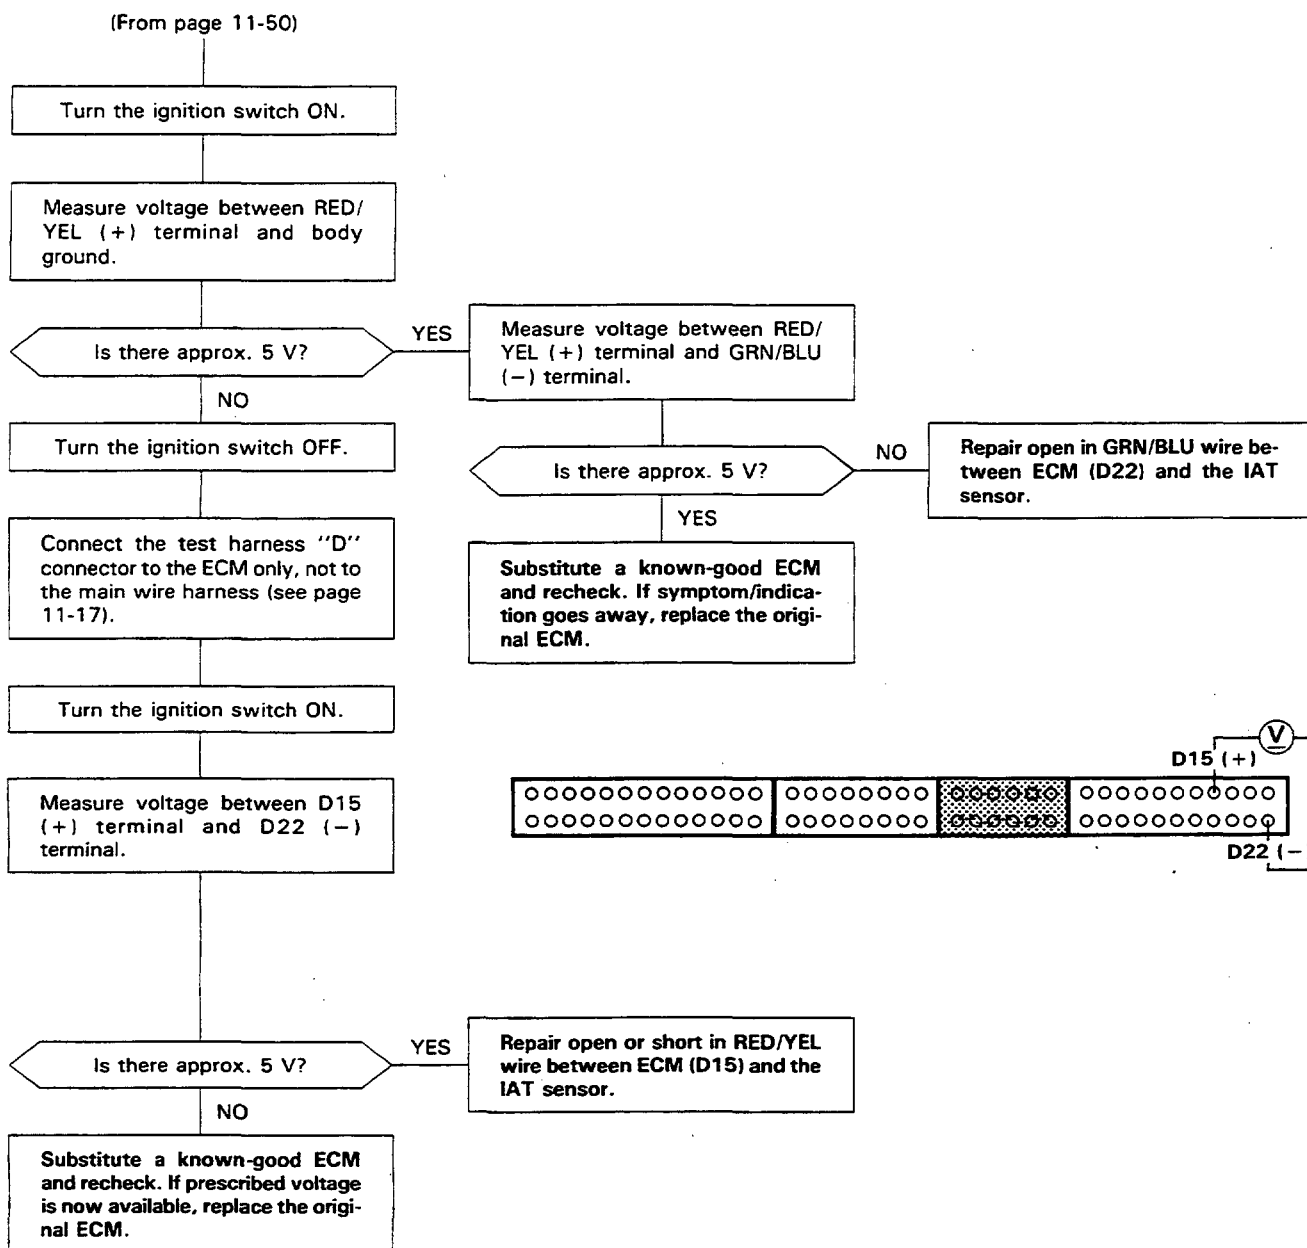 (From page 11-50)
Turn the ignition switch ON.
Measure voltage between RED/
YEL (+) terminal and body
ground.
Is there approx. 5 V?
YES
NO
Measure voltage between RED/
YEL (+) terminal and GRN/BLU
(−) terminal.
Is there approx. 5 V?
NO
YES
Repair open in GRN/BLU wire be-
tween ECM (D22) and the IAT
sensor.
Substitute a known-good ECM
and recheck. If symptom/indica-
tion goes away, replace the origi-
nal ECM.
Turn the ignition switch OFF.
Connect the test harness "D"
connector to the ECM only, not to
the main wire harness (see page
11-17).
Turn the ignition switch ON.
Measure voltage between D15
(+) terminal and D22 (−)
terminal.
V
D15 (+)
D22 (−
Is there approx. 5 V?
YES
NO
Repair open or short in RED/YEL
wire between ECM (D15) and the
IAT sensor.
Substitute a known-good ECM
and recheck. If prescribed voltage
is now available, replace the origi-
nal ECM.